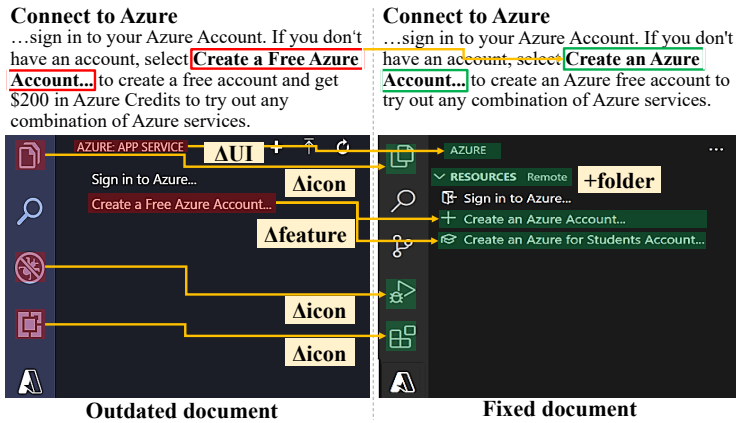 Connect to Azure
…sign in to your Azure Account. If you don‘t
have an account, select Create a Free Azure
Account... to create a free account and get
$200 in Azure Credits to try out any
combination of Azure services.
AZURE: APP SERVICE
ΔUI
Sign in to Azure...
Δicon
Create a Free Azure Account...
Δfeature
Δicon
Δicon
Outdated document
Connect to Azure
…sign in to your Azure Account. If you don't
have an account, select Create an Azure
Account... to create an Azure free account to
try out any combination of Azure services.
AZURE
RESOURCES Remote
+folder
Sign in to Azure...
Create an Azure Account...
Create an Azure for Students Account...
Fixed document